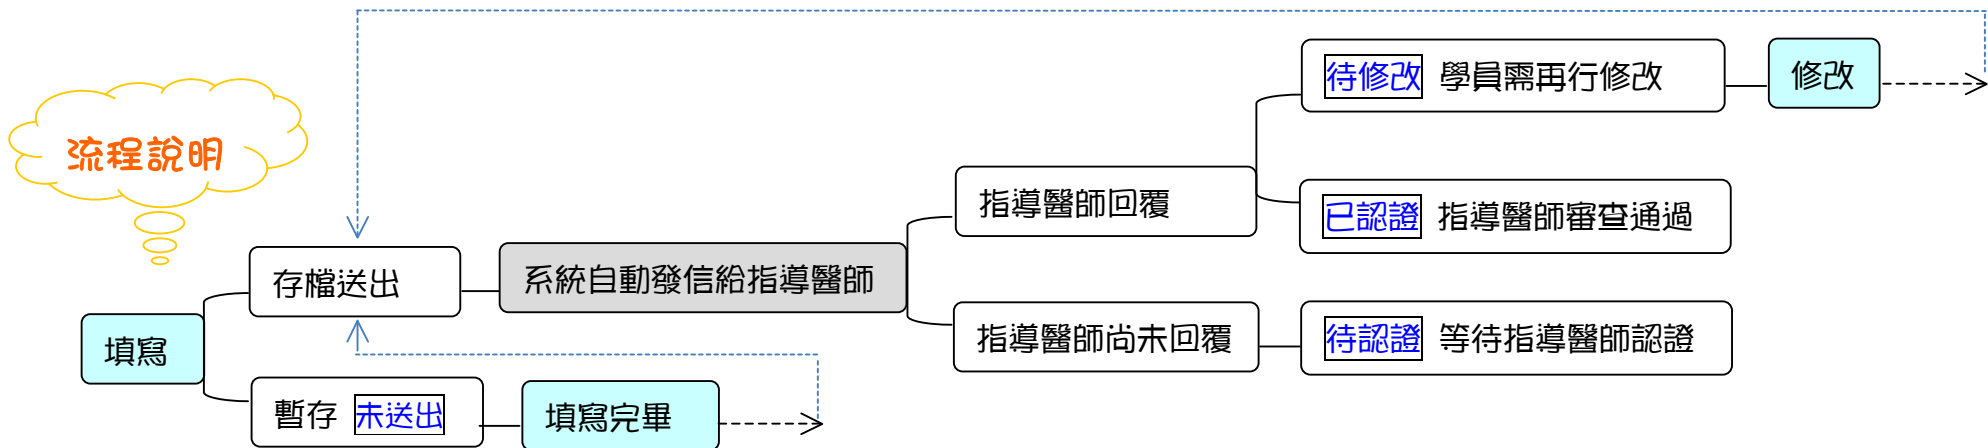 流程說明
填寫
存檔送出
系統自動發信給指導醫師
指導醫師回覆
待修改 學員需再行修改
修改
已認證 指導醫師審查通過
指導醫師尚未回覆
待認證 等待指導醫師認證
暫存 未送出
填寫完畢